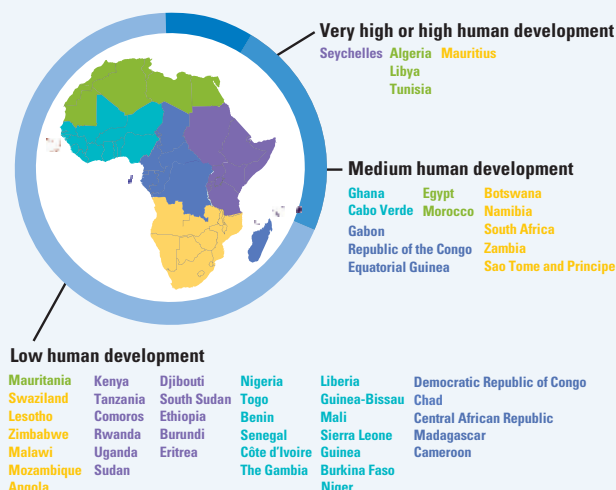 Very high or high human development
Seychelles Algeria Mauritius
Libya
Tunisia
Medium human development
Ghana Egypt Botswana
Cabo Verde Morocco Namibia
Gabon South Africa
Republic of the Congo Zambia
Equatorial Guinea Sao Tome and Principe
Low human development
Mauritania Kenya Djibouti Nigeria Liberia Democratic Republic of Congo
Swaziland Tanzania South Sudan Togo Guinea-Bissau Chad
Lesotho Comoros Ethiopia Benin Mali Central African Republic
Zimbabwe Rwanda Burundi Senegal Sierra Leone Madagascar
Malawi Uganda Eritrea Côte d’Ivoire Guinea Cameroon
Mozambique Sudan The Gambia Burkina Faso
Angola Niger